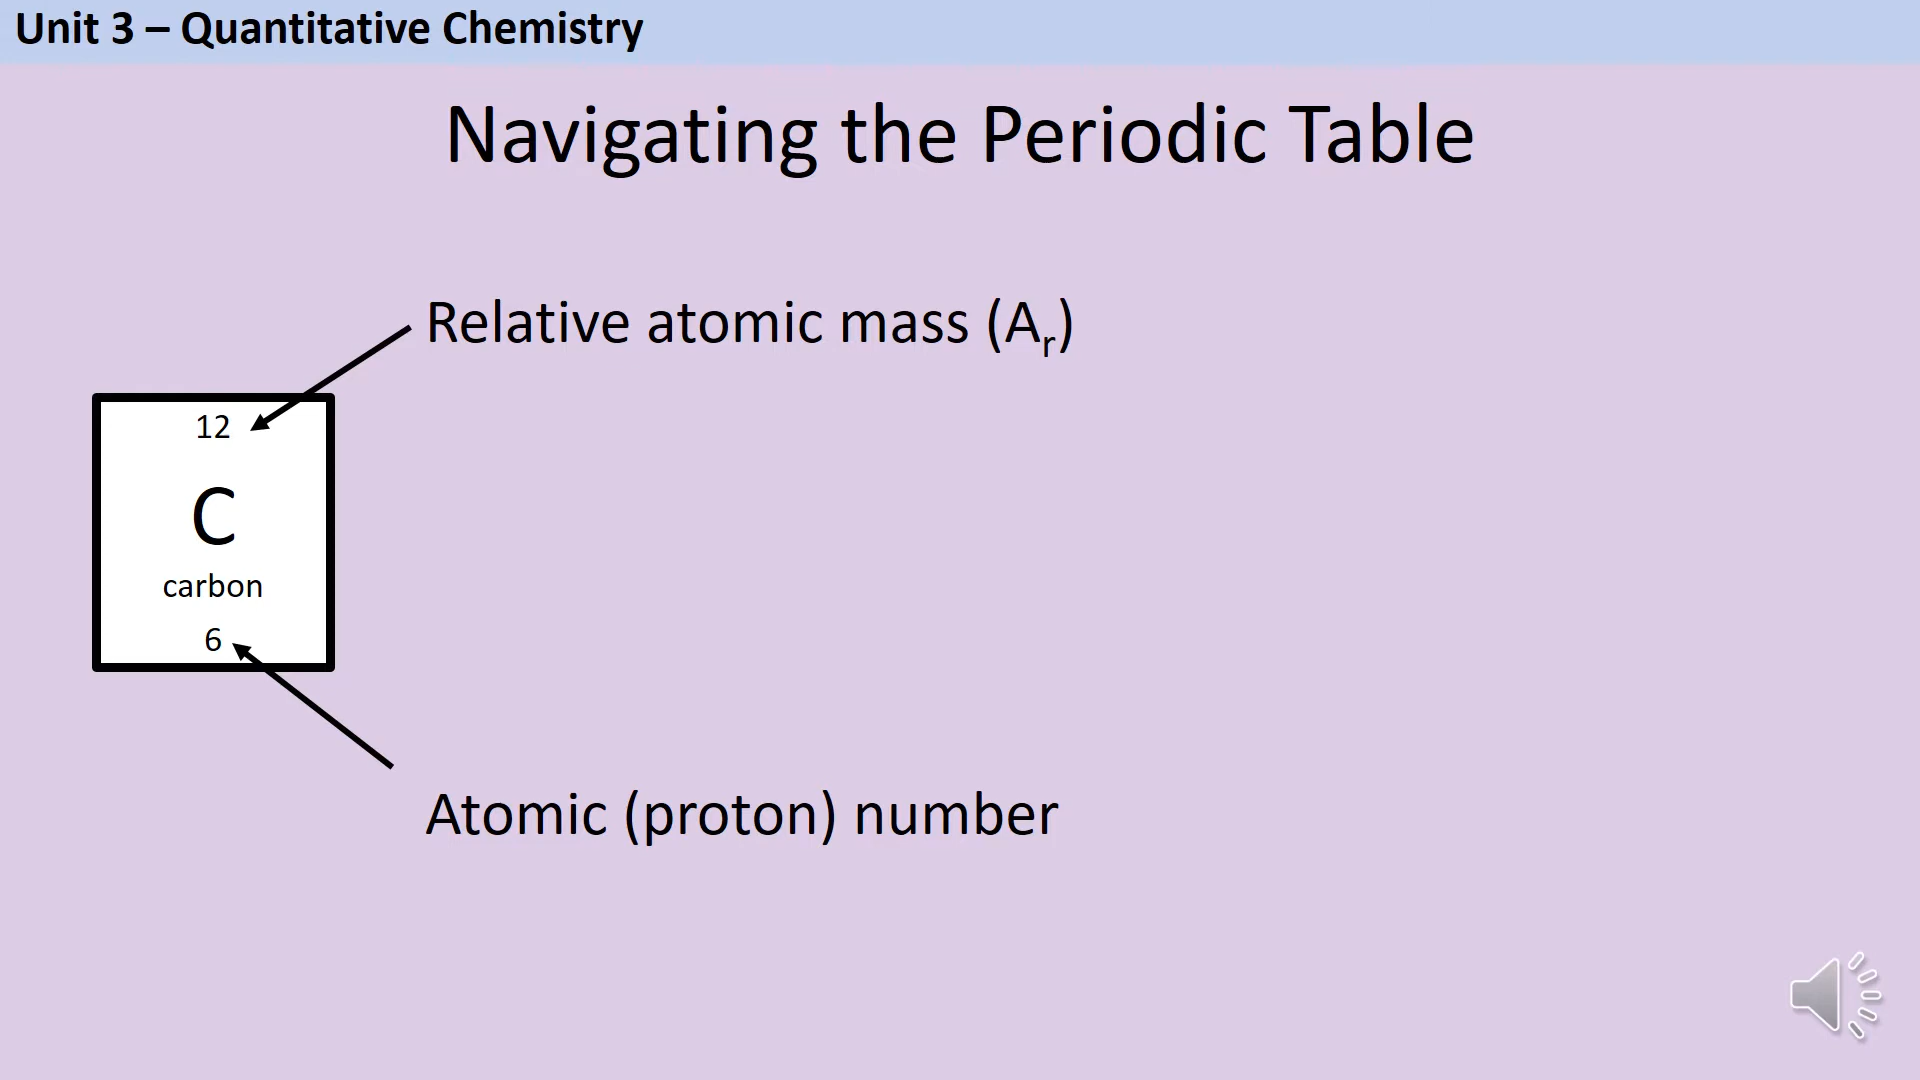 Unit 3 – Quantitative Chemistry
Navigating the Periodic Table
Relative atomic mass (Ar)
12
C
carbon
6
Atomic (proton) number